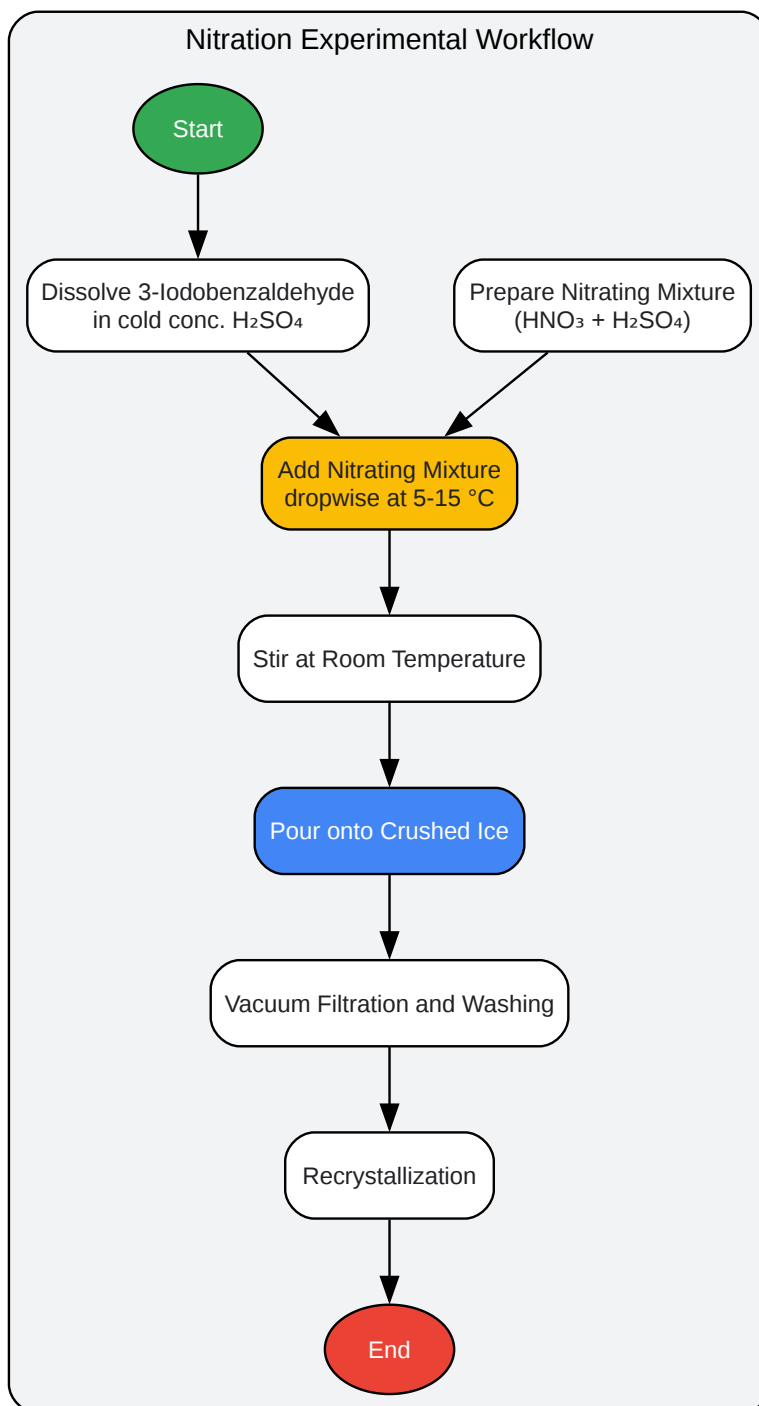 Nitration Experimental Workflow
Start
Dissolve 3-Iodobenzaldehyde
in cold conc. H₂SO₄
Prepare Nitrating Mixture
(HNO₃ + H₂SO₄)
Add Nitrating Mixture
dropwise at 5-15 °C
Stir at Room Temperature
Pour onto Crushed Ice
Vacuum Filtration and Washing
Recrystallization
End